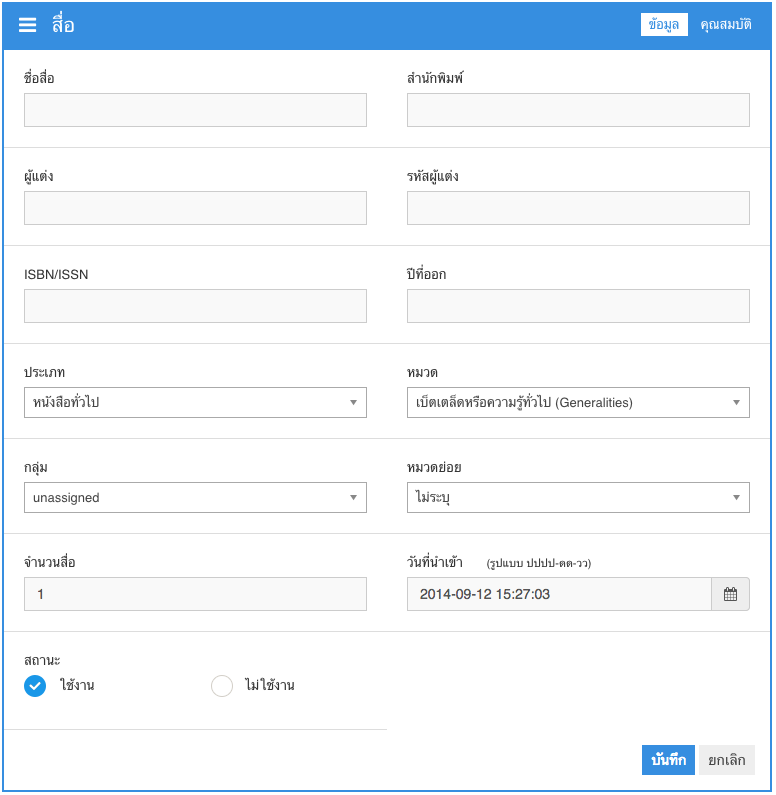 สื่อ ข้อมูล คุณสมบัติ
ชื่อสื่อ สำนักพิมพ์
ผู้แต่ง รหัสผู้แต่ง
ISBN/ISSN ปีที่ออก
ประเภท หมวด
หนังสือทั่วไป เบ็ตเตล็ดหรือความรู้ทั่วไป (Generalities)
กลุ่ม หมวดย่อย
unassigned ไม่ระบุ
จำนวนสื่อ วันที่นำเข้า (รูปแบบ ปปปป-ดด-วว)
1 2014-09-12 15:27:03
สถานะ
ใช้งาน ไม่ใช้งาน
บันทึก ยกเลิก